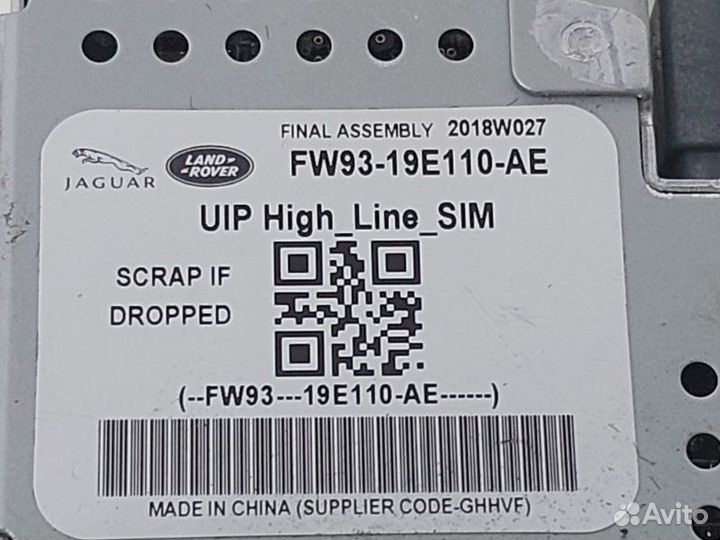 FINAL ASSEMBLY 2018W027
JAGUAR
LAND-
ROVER
FW93-19E110-AE
UIP High_Line_SIM
SCRAP IF
DROPPED
(--FW93---19E110-AE------)
MADE IN CHINA (SUPPLIER CODE-GHHVF)
Avito